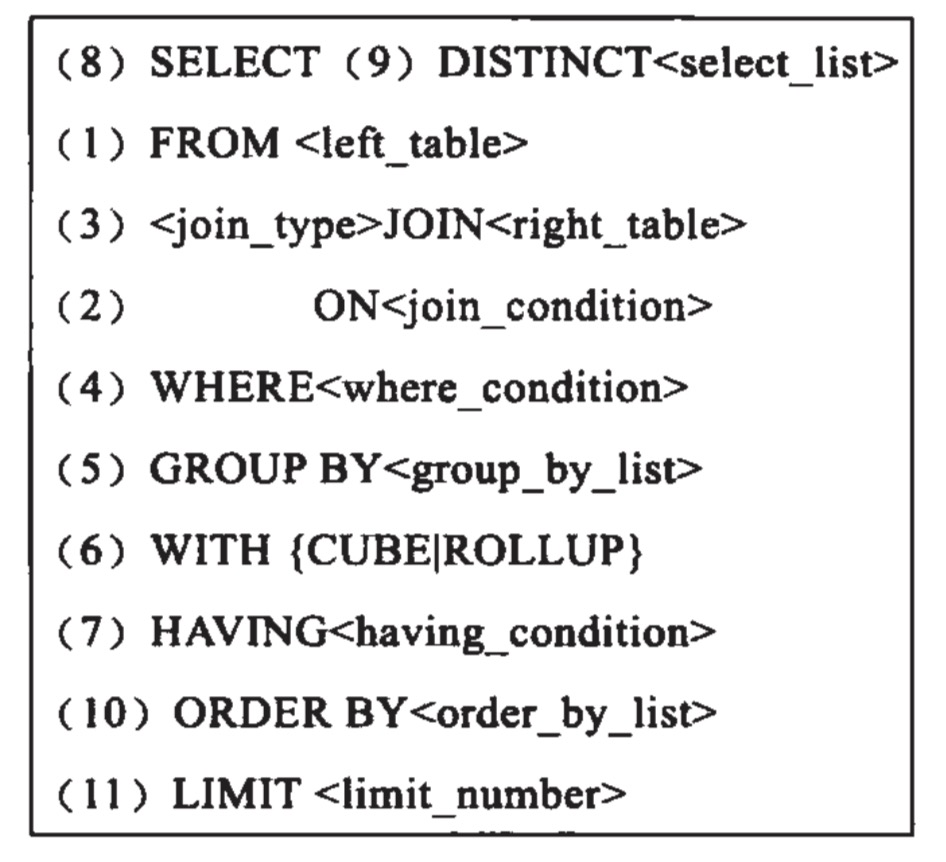 (8) SELECT (9) DISTINCT<select_list>
(1) FROM <left_table>
(3) <join_type>JOIN<right_table>
(2) ON<join_condition>
(4) WHERE<where_condition>
(5) GROUP BY<group_by_list>
(6) WITH {CUBE|ROLLUP}
(7) HAVING<having_condition>
(10) ORDER BY<order_by_list>
(11) LIMIT <limit_number>